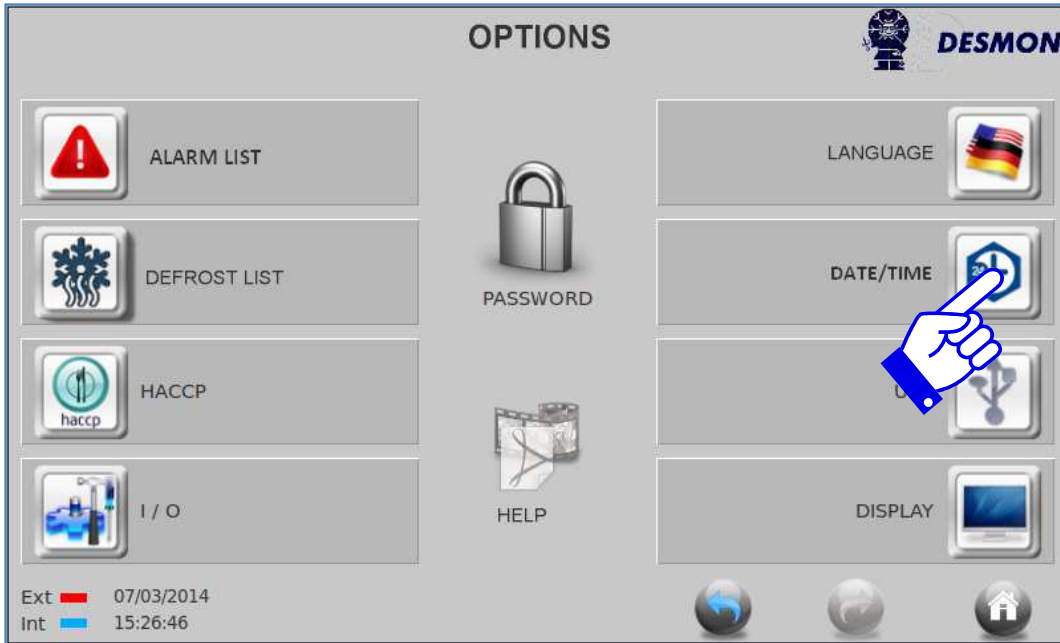 OPTIONS
DESMON
ALARM LIST
LANGUAGE
DEFROST LIST
24
DATE/TIME
PASSWORD
HACCP
haccp
I / O
HELP
DISPLAY
Ext
07/03/2014
Int
15:26:46